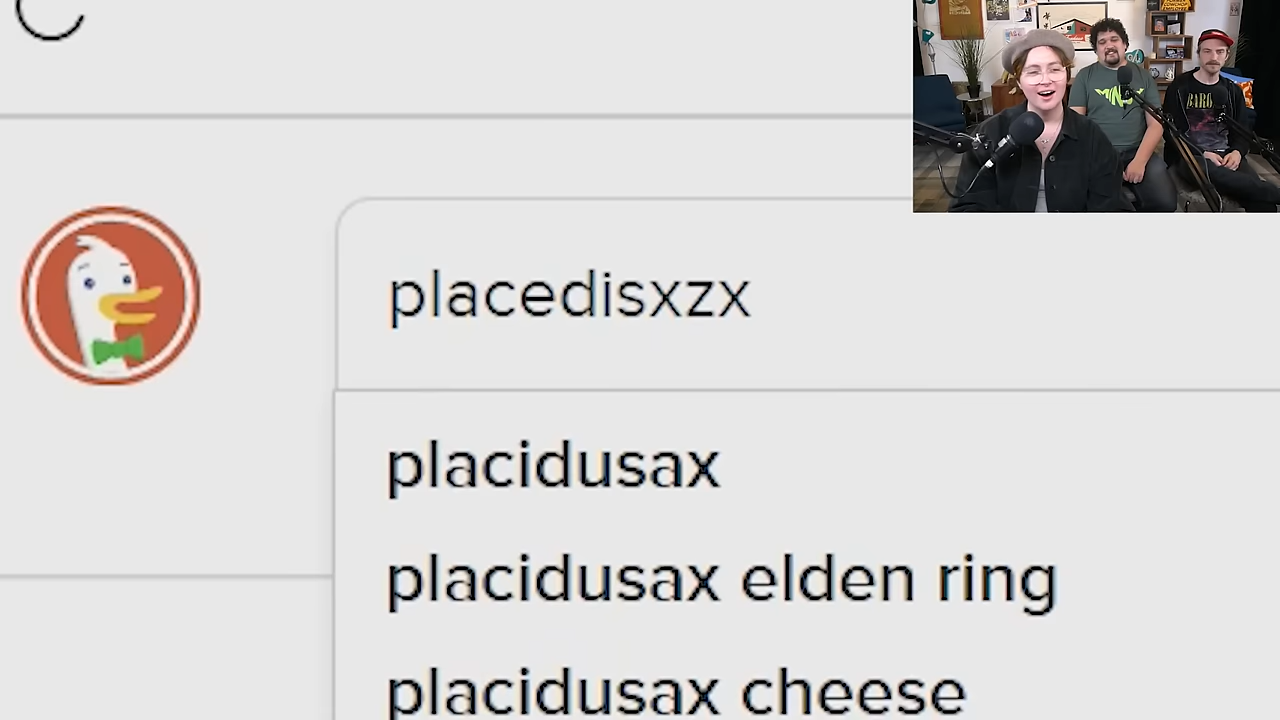 placedisxzx
placidusax
placidusax elden ring
placidusax cheese